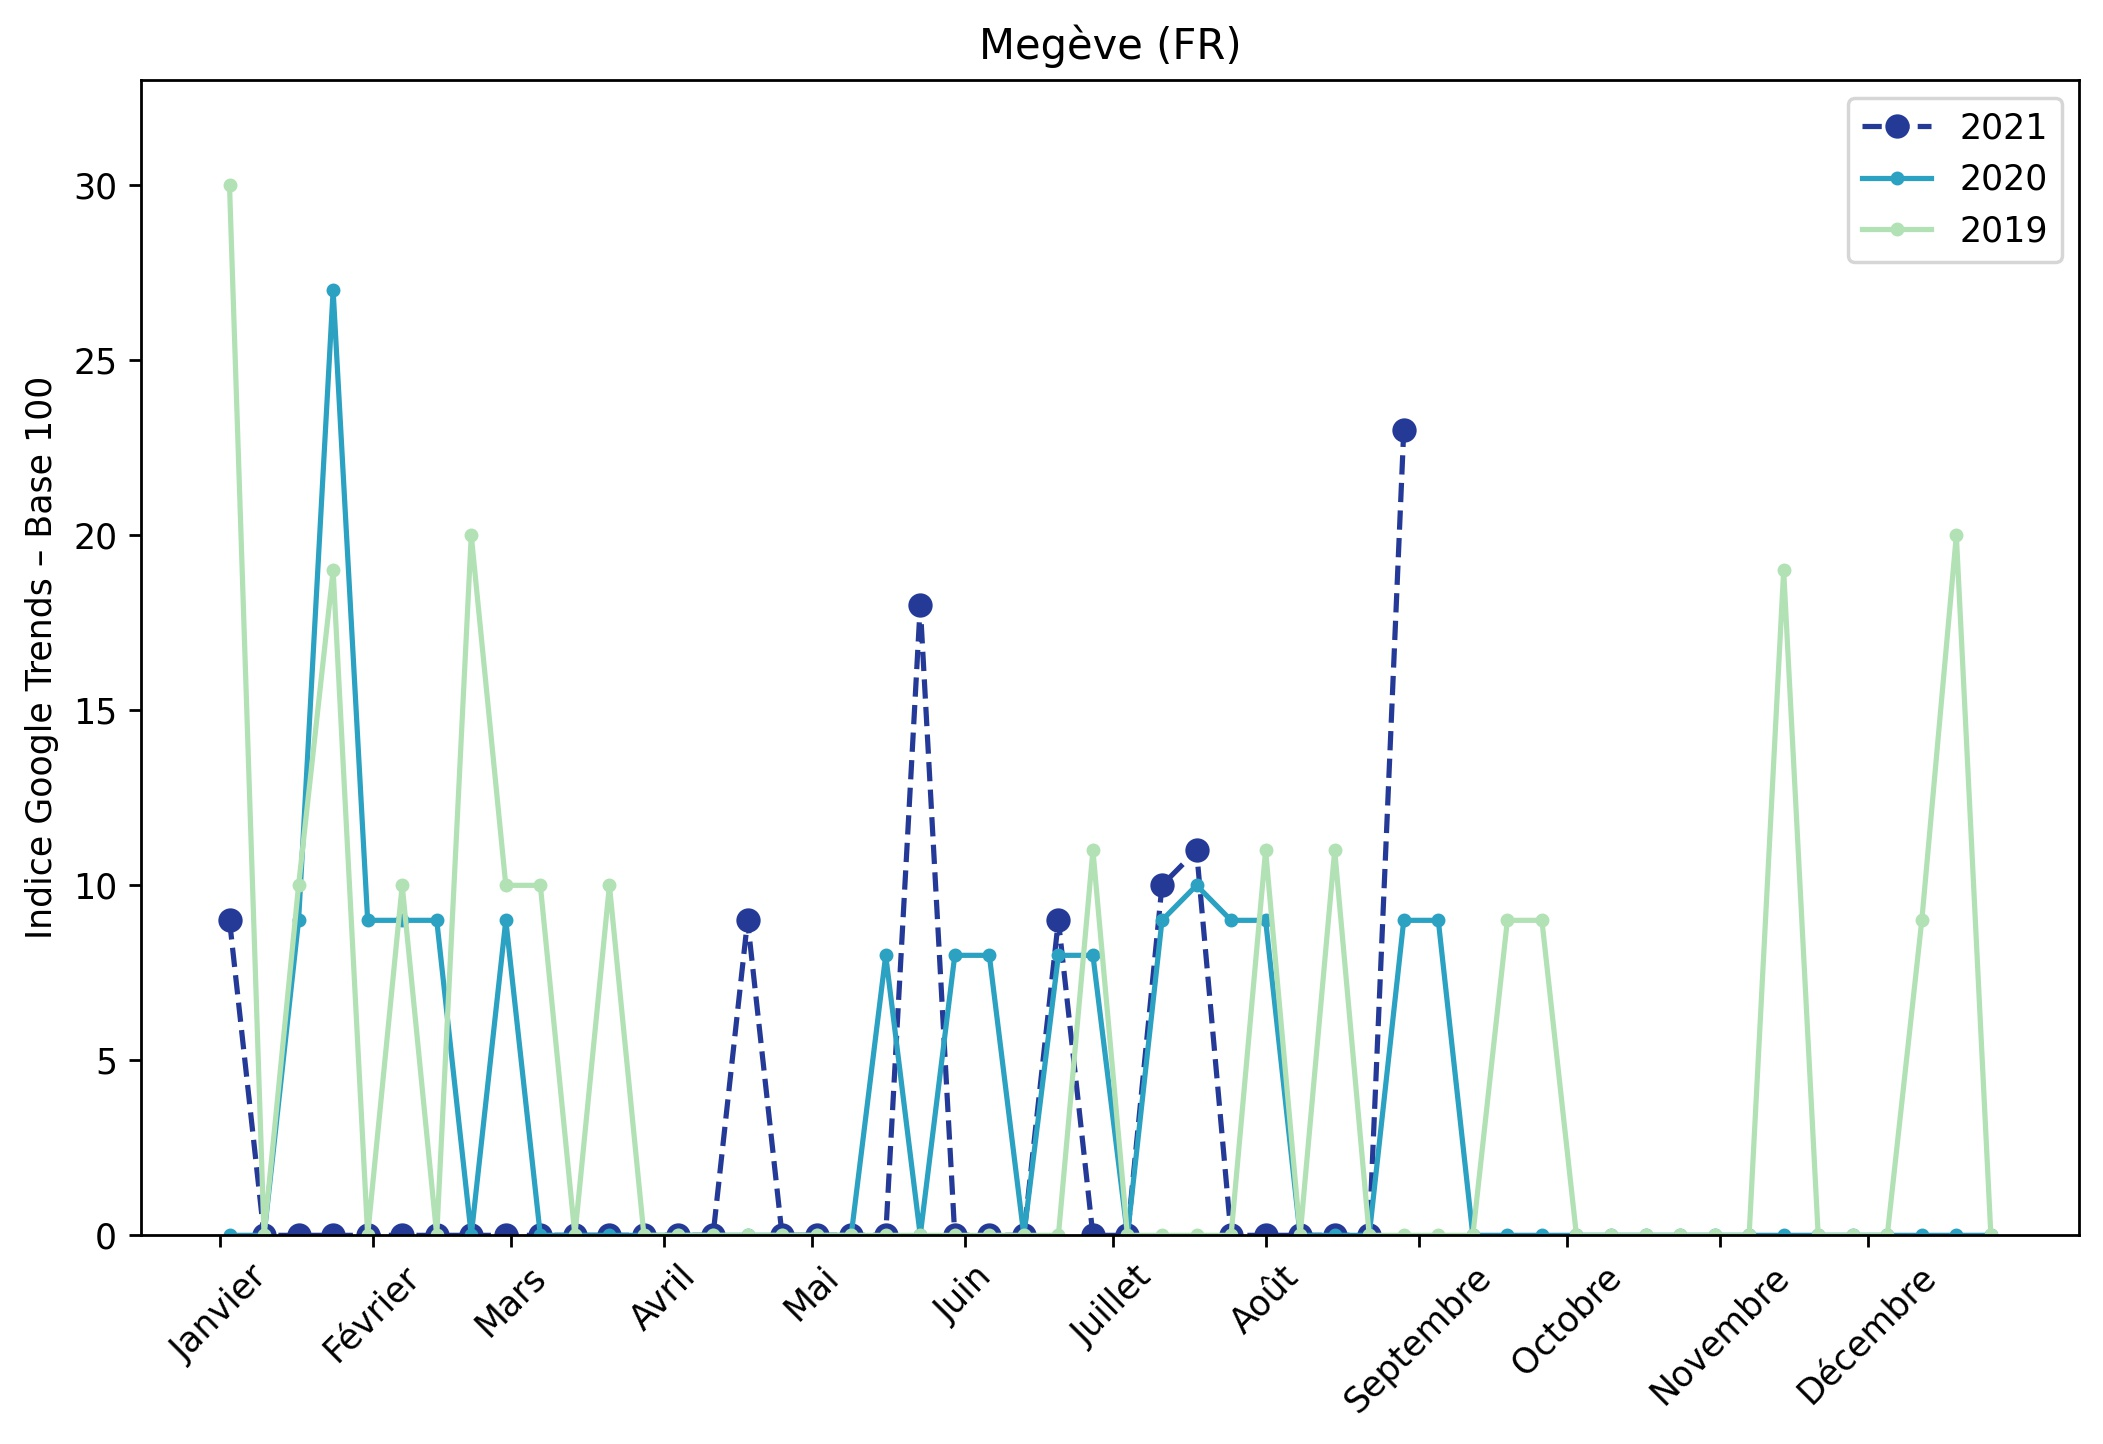 Megève (FR)
2021
2020
2019
Indice Google Trends – Base 100
30
25
20
15
10
5
0
Janvier
Février
Mars
Avril
Mai
Juin
Juillet
Août
Septembre
Octobre
Novembre
Décembre